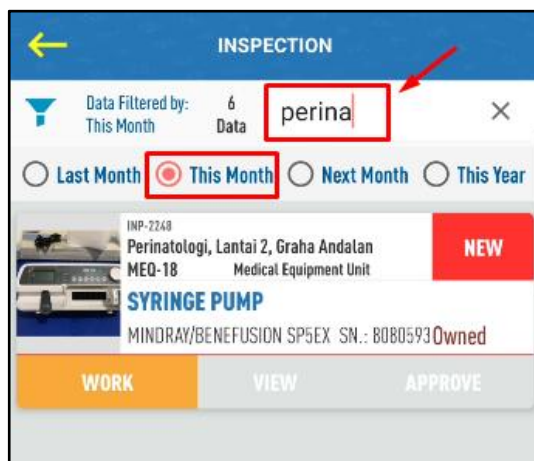 INSPECTION
Data Filtered by: 6 perina
This Month Data
Last Month This Month Next Month This Year
INP-2248
Perinatologi, Lantai 2, Graha Andalan NEW
MEQ-18 Medical Equipment Unit
SYRINGE PUMP
MINDRAY/BENEFUSION SP5EX SN.: B0B0593 Owned
WORK VIEW APPROVE